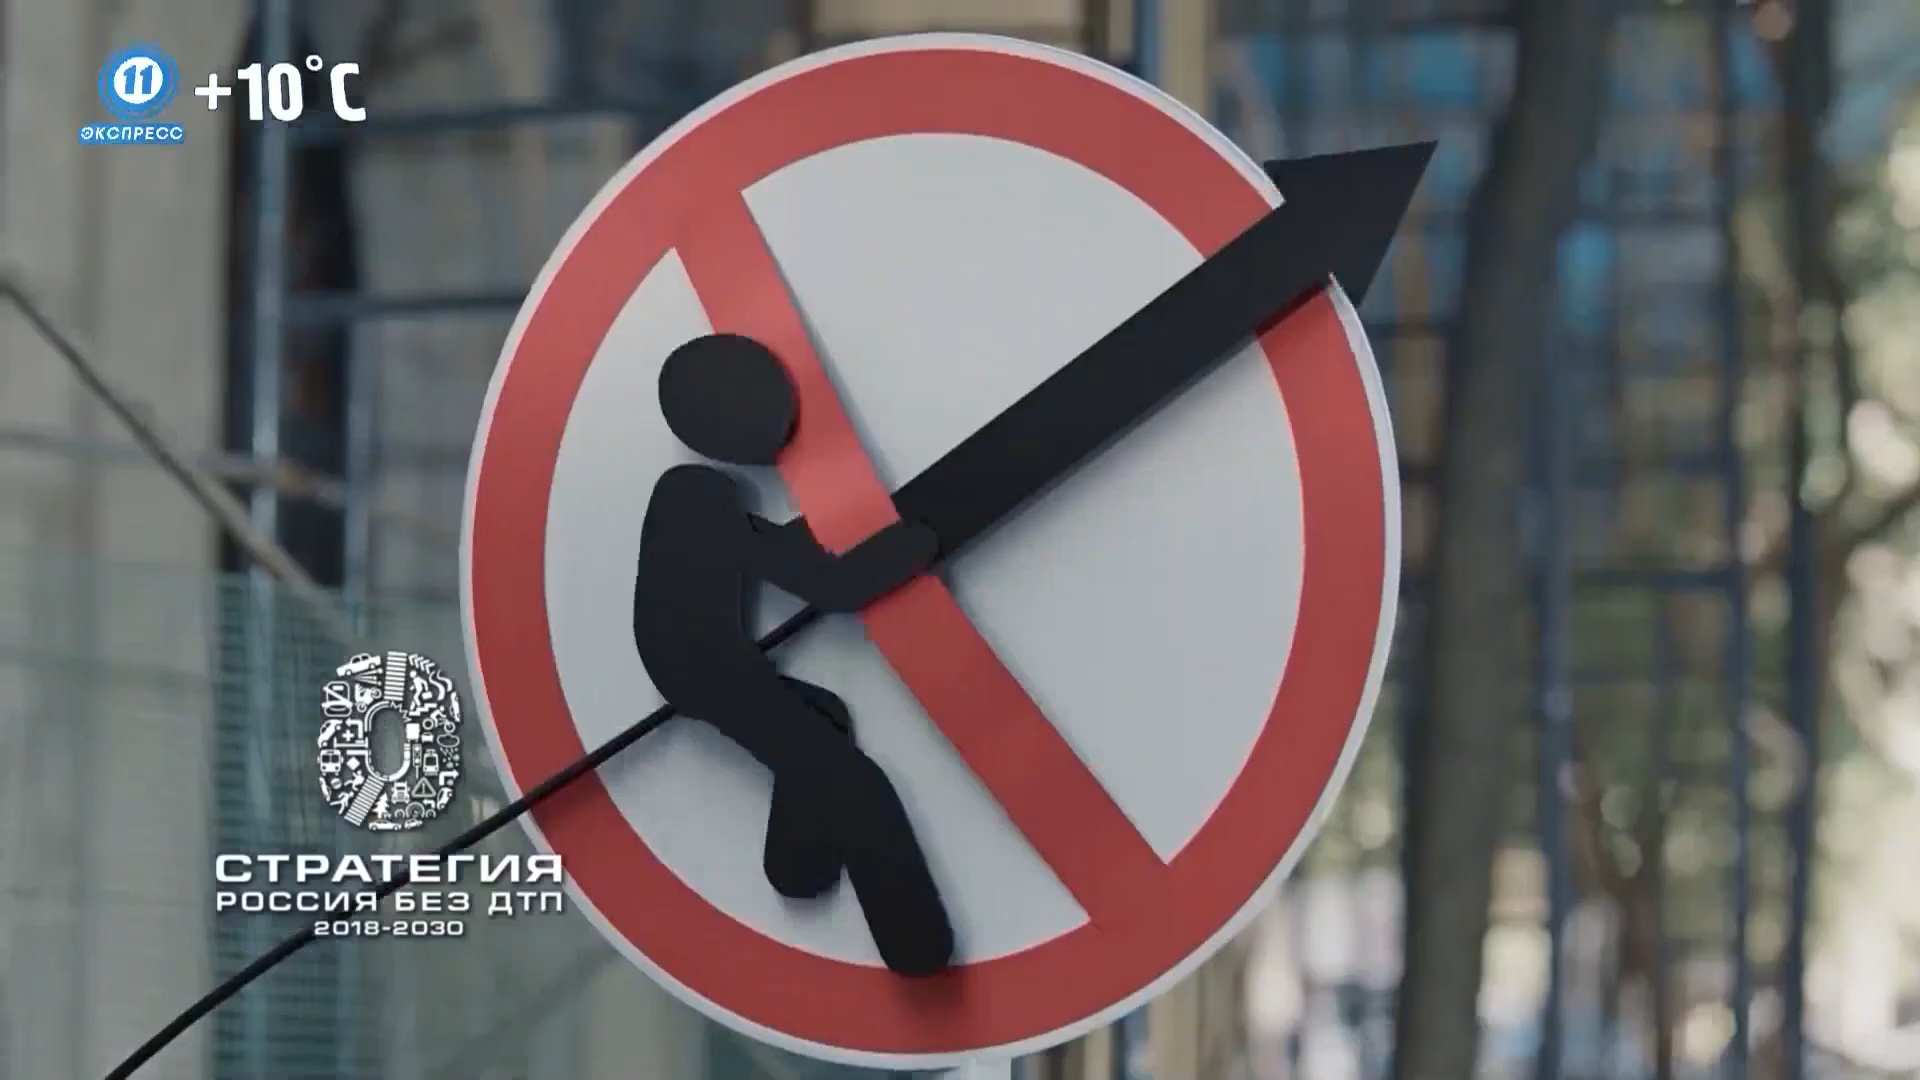 11
ЭКСПРЕСС
+10°C
СТРАТЕГИЯ
РОССИЯ БЕЗ ДТП
2018-2030